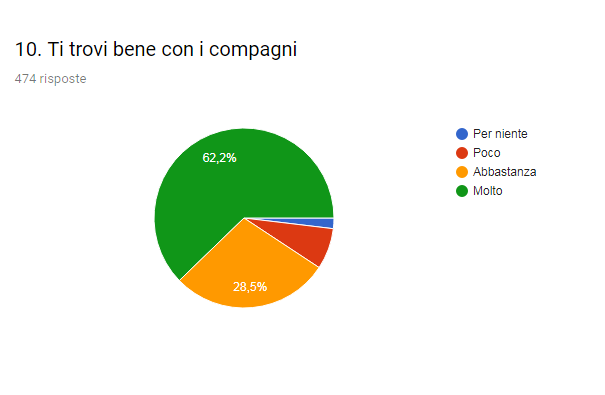 10. Ti trovi bene con i compagni
474 risposte
Per niente
Poco
Abbastanza
Molto
62,2%
28,5%